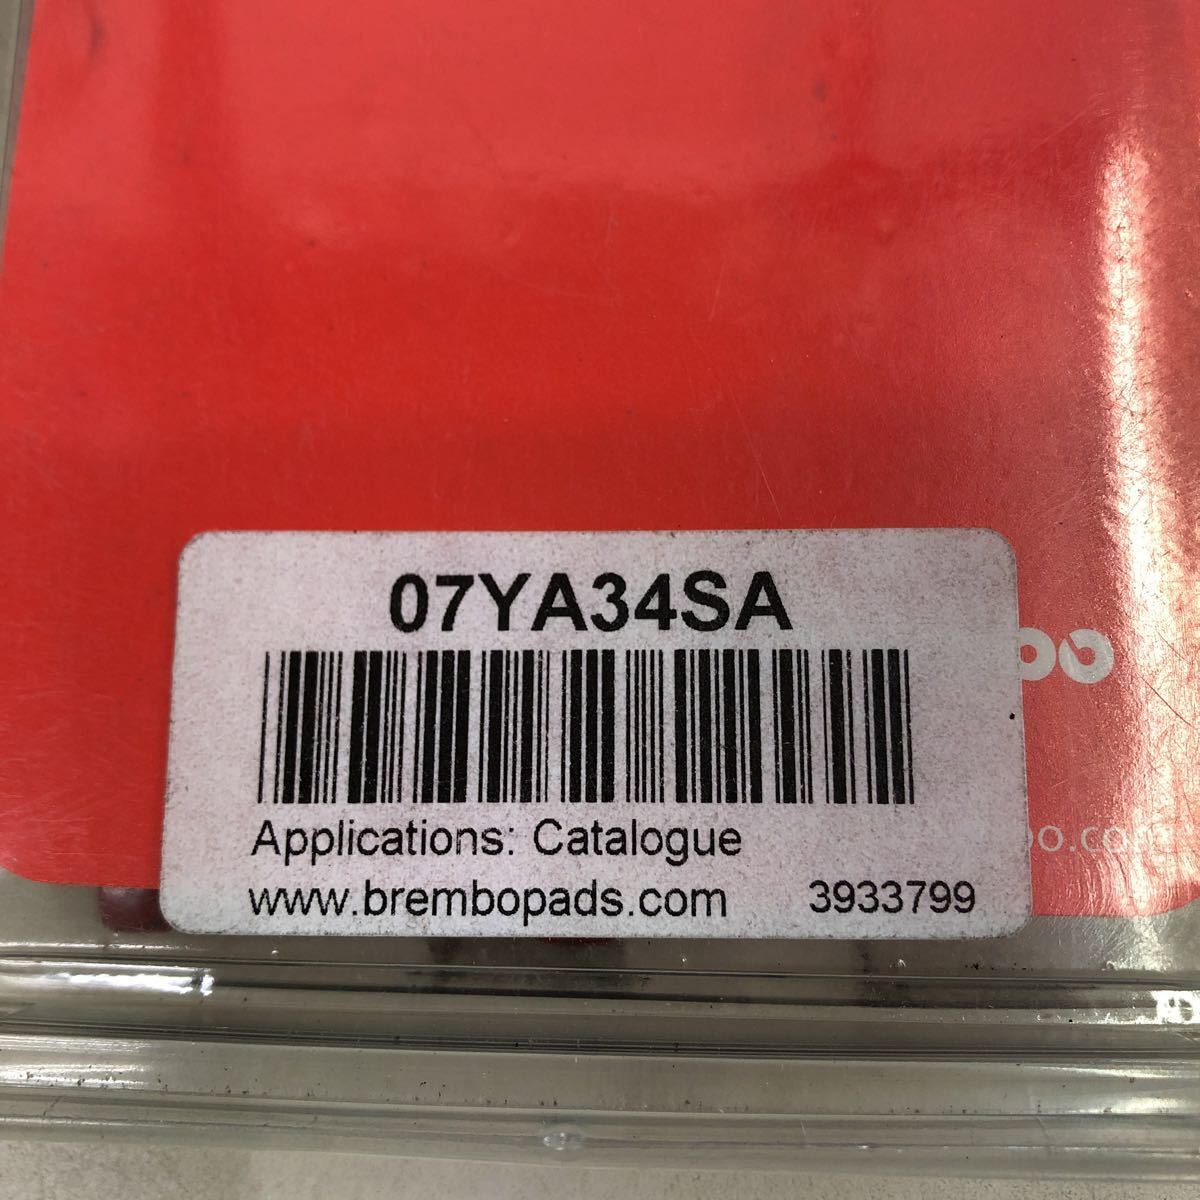 07YA34SA
Applications: Catalogue
www.brembopads.com 3933799